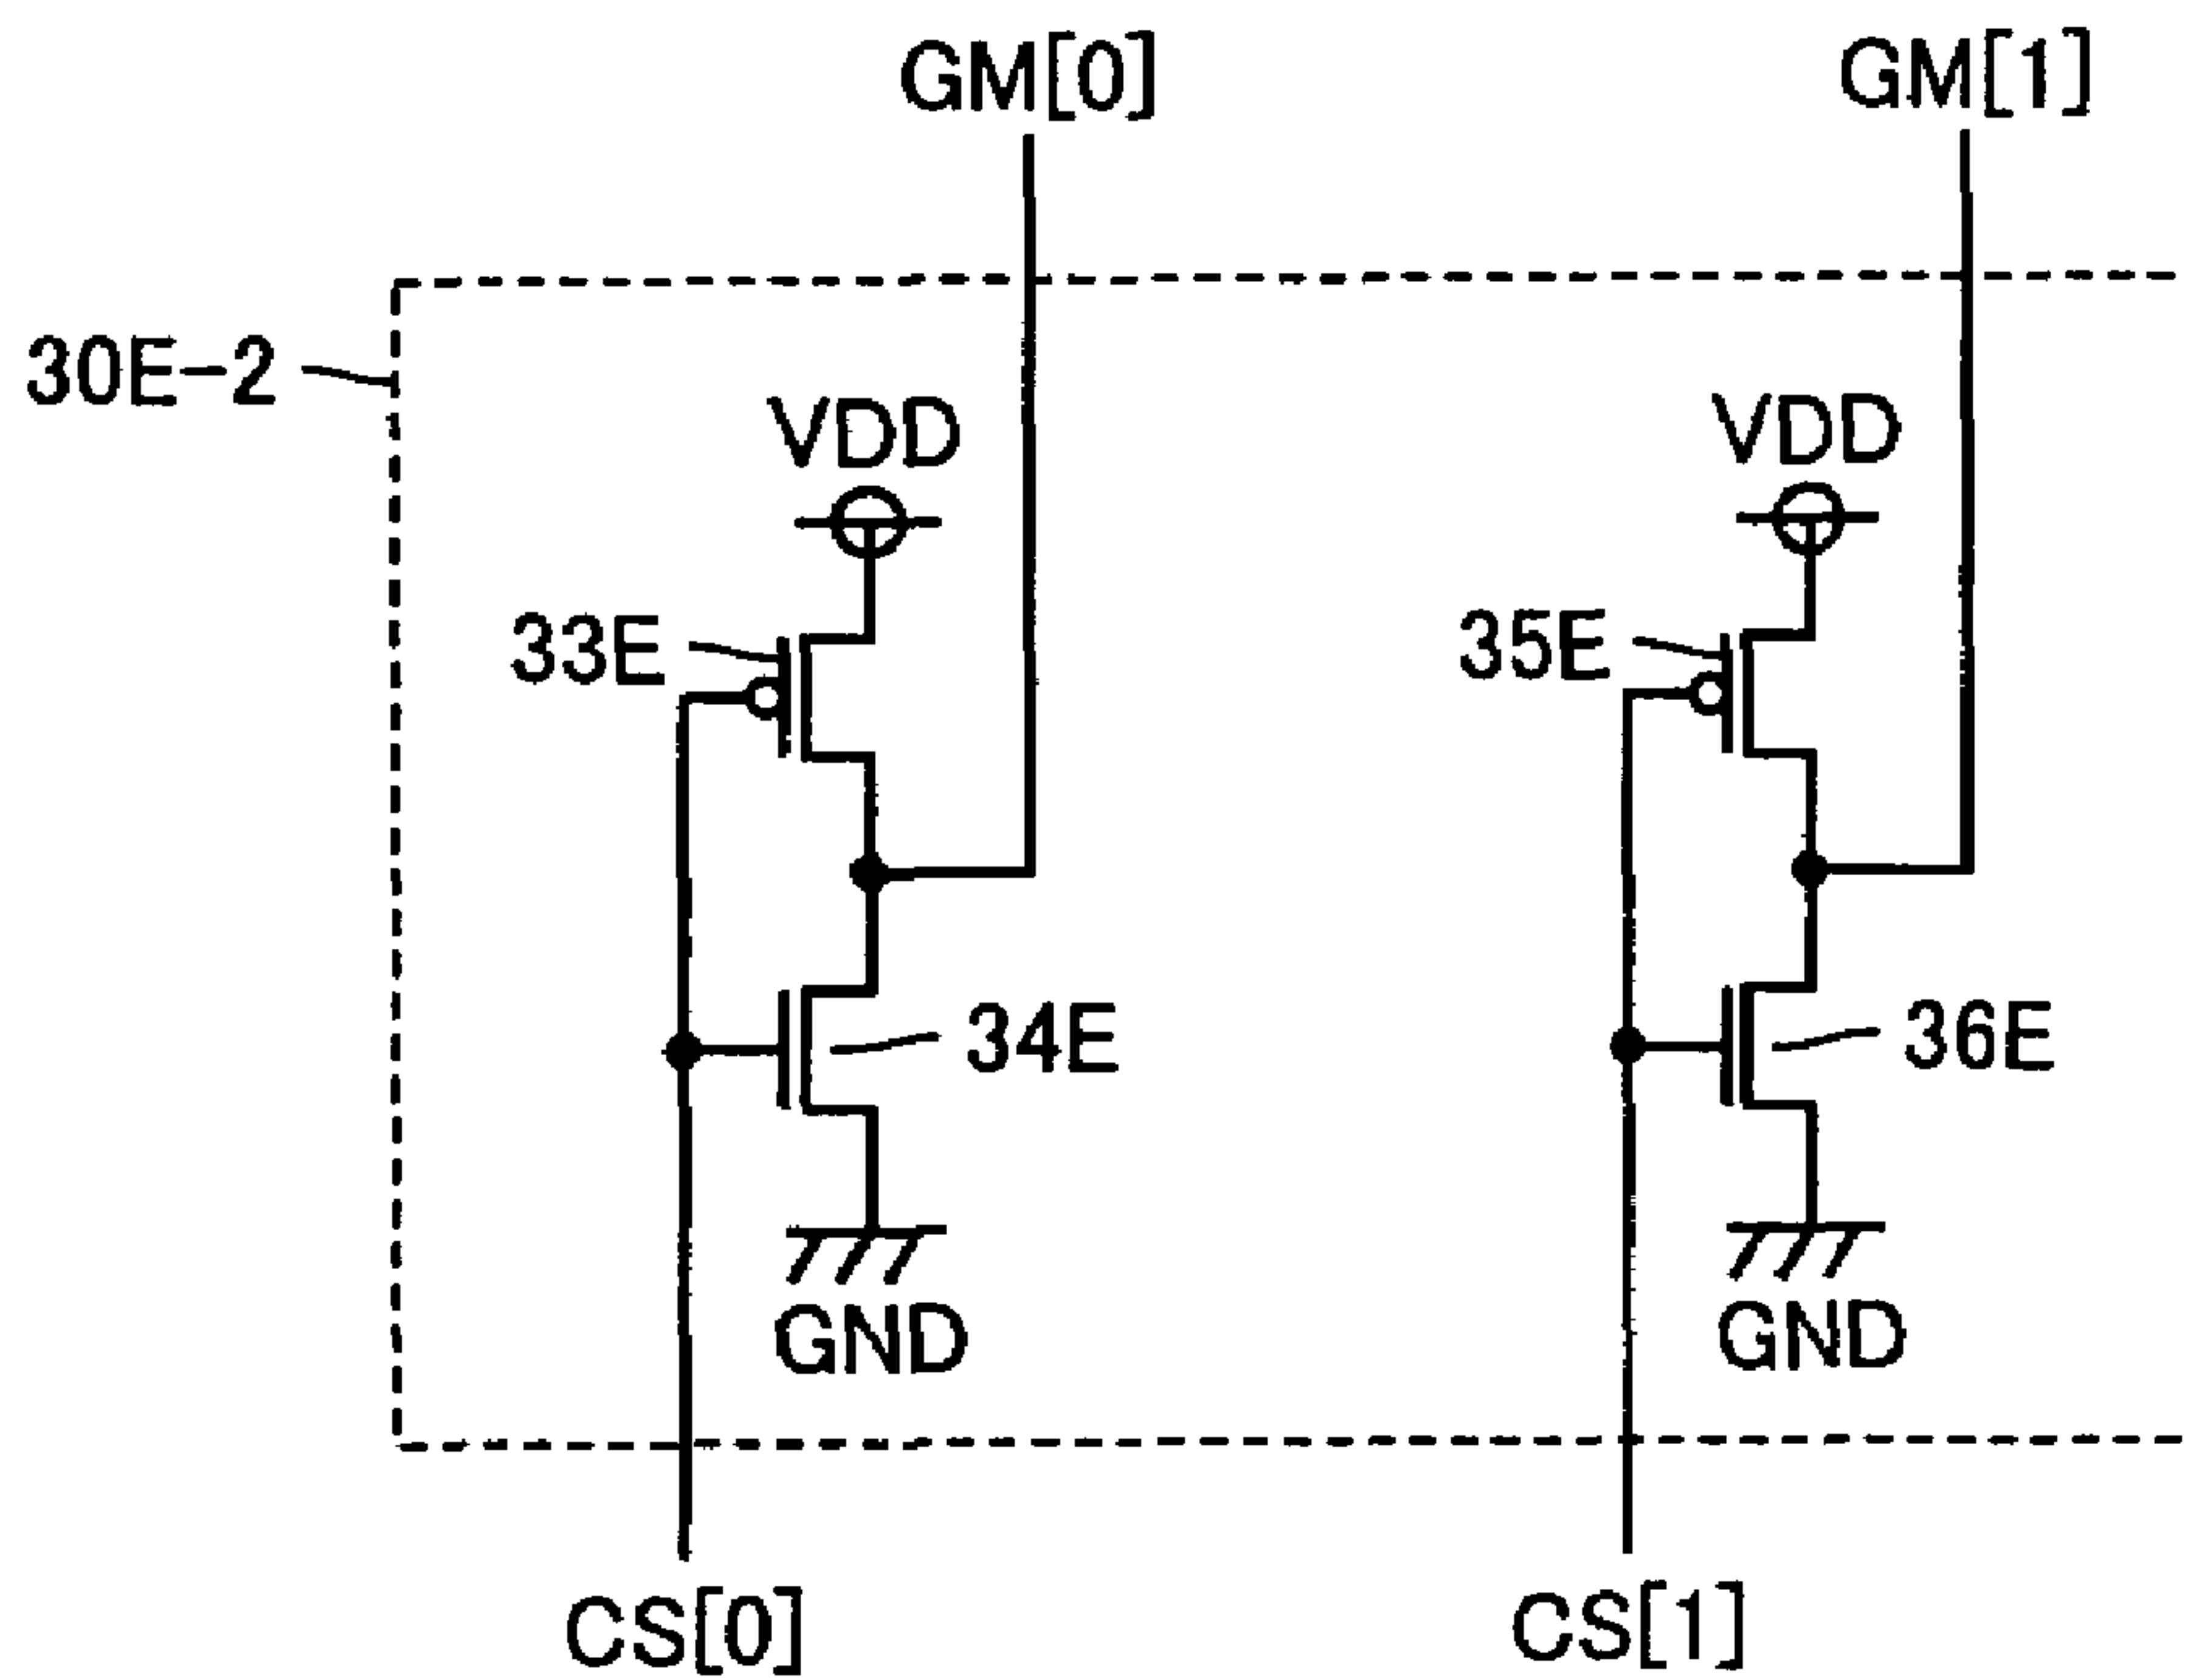 GM[0] GM[1]
30E-2
VDD VDD
33E 35E
34E 36E
GND GND
CS[0] CS[1]